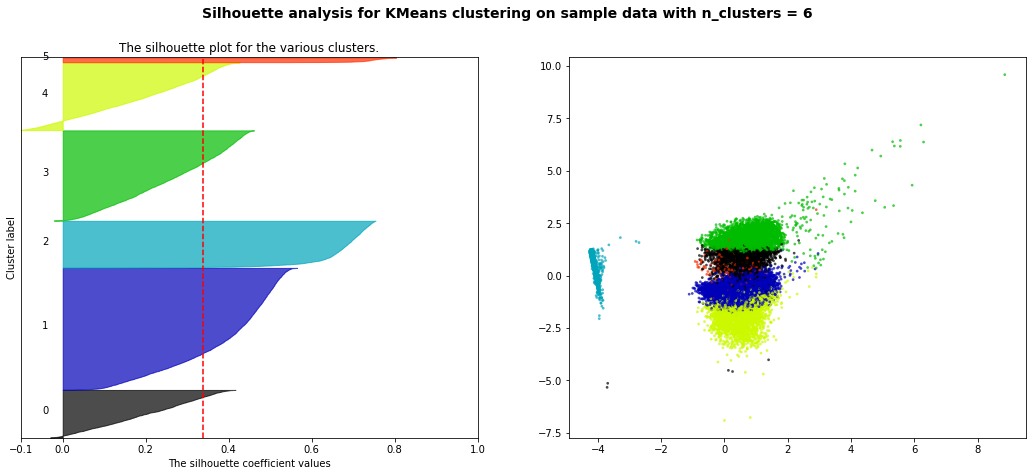 Silhouette analysis for KMeans clustering on sample data with n_clusters = 6
The silhouette plot for the various clusters.
Cluster label
5
4
3
2
1
0
−0.1 0.0 0.2 0.4 0.6 0.8 1.0
The silhouette coefficient values
10.0
7.5
5.0
2.5
0.0
−2.5
−5.0
−7.5
−4 −2 0 2 4 6 8